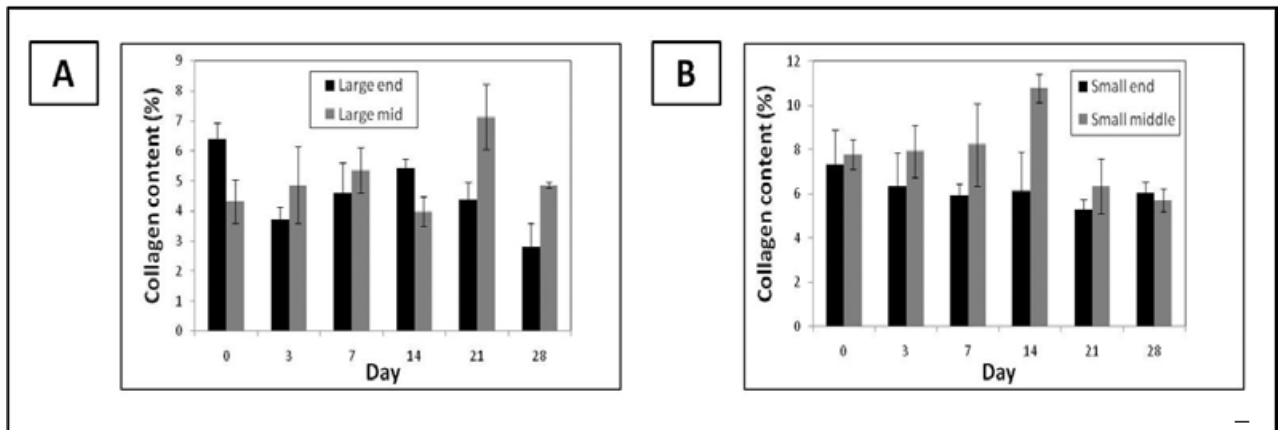 A
Collagen content (%)
9
8
7
6
5
4
3
2
1
0
Large end
Large mid
0 3 7 14 21 28
Day
B
Collagen content (%)
12
10
8
6
4
2
0
Small end
Small middle
0 3 7 14 21 28
Day